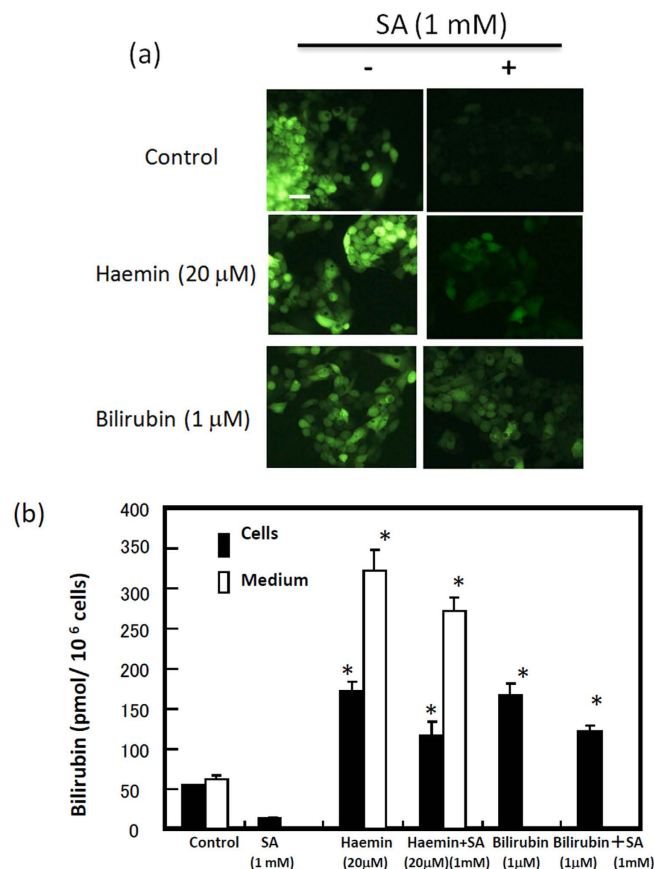 SA (1 mM)
(a)
- +
Control
Haemin (20 μM)
Bilirubin (1 μM)
(b)
400
350
300
250
200
150
100
50
0
Bilirubin (pmol/ 10 6 cells)
Cells
Medium
*
*
*
*
*
*
Control SA Haemin Haemin+SA Bilirubin Bilirubin+SA
(1 mM) (20μM) (20μM)(1mM) (1μM) (1μM) (1mM)